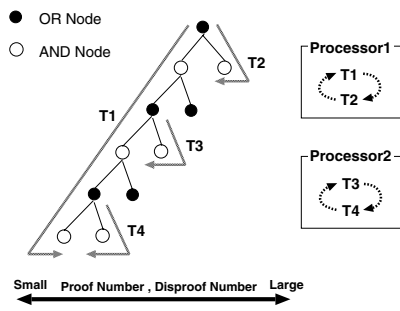 OR Node
AND Node
T1
T2
T3
T4
Processor1
T1
T2
Processor2
T3
T4
Small Proof Number , Disproof Number Large